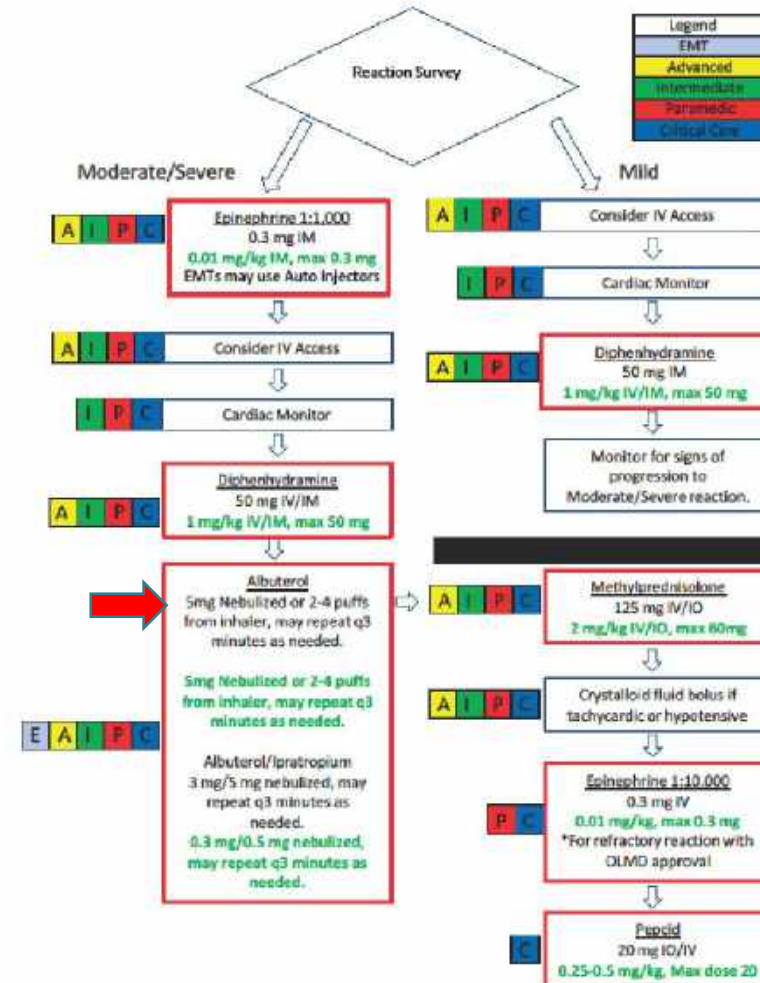 Legend
EMT
Advanced
Intermediate
Paramedic
Critical Care
Reaction Survey
Moderate/Severe
Mild
A I P C
Epinephrine 1:1,000
0.3 mg IM
0.01 mg/kg IM, max 0.3 mg
EMTs may use Auto Injectors
A I P C
Consider IV Access
I P C
Cardiac Monitor
A I P C
Diphenhydramine
50 mg IV/IM
1 mg/kg IV/IM, max 50 mg
E A I P C
Albuterol
5mg Nebulized or 2-4 puffs
from inhaler, may repeat q3
minutes as needed.
5mg Nebulized or 2-4 puffs
from inhaler, may repeat q3
minutes as needed.
Albuterol/Ipratropium
3 mg/5 mg nebulized, may
repeat q3 minutes as
needed.
0.3 mg/0.5 mg nebulized,
may repeat q3 minutes as
needed.
A I P C
Consider IV Access
I P C
Cardiac Monitor
A I P C
Diphenhydramine
50 mg IM
1 mg/kg IV/IM, max 50 mg
Monitor for signs of
progression to
Moderate/Severe reaction.
A I P C
Methylprednisolone
125 mg IV/IO
2 mg/kg IV/IO, max 60mg
A I P C
Crystalloid fluid bolus if
tachycardic or hypotensive
P C
Epinephrine 1:10,000
0.3 mg IV
0.01 mg/kg, max 0.3 mg
*For refractory reaction with
OLMD approval
C
Pepcid
20 mg IO/IV
0.25-0.5 mg/kg, Max dose 20